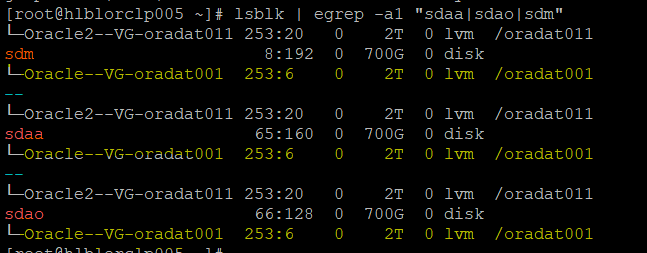 [root@hlblorclp005 ~]# lsblk | egrep -a1 "sdaa|sdao|sdm"
└─Oracle2--VG-oradat011 253:20   0     2T  0 lvm  /oradat011
sdm                       8:192  0   700G  0 disk
└─Oracle--VG-oradat001  253:6    0     2T  0 lvm  /oradat001
--
└─Oracle2--VG-oradat011 253:20   0     2T  0 lvm  /oradat011
sdaa                     65:160  0   700G  0 disk
└─Oracle--VG-oradat001  253:6    0     2T  0 lvm  /oradat001
--
└─Oracle2--VG-oradat011 253:20   0     2T  0 lvm  /oradat011
sdao                     66:128  0   700G  0 disk
└─Oracle--VG-oradat001  253:6    0     2T  0 lvm  /oradat001
[root@hlblorclp005 ~]#